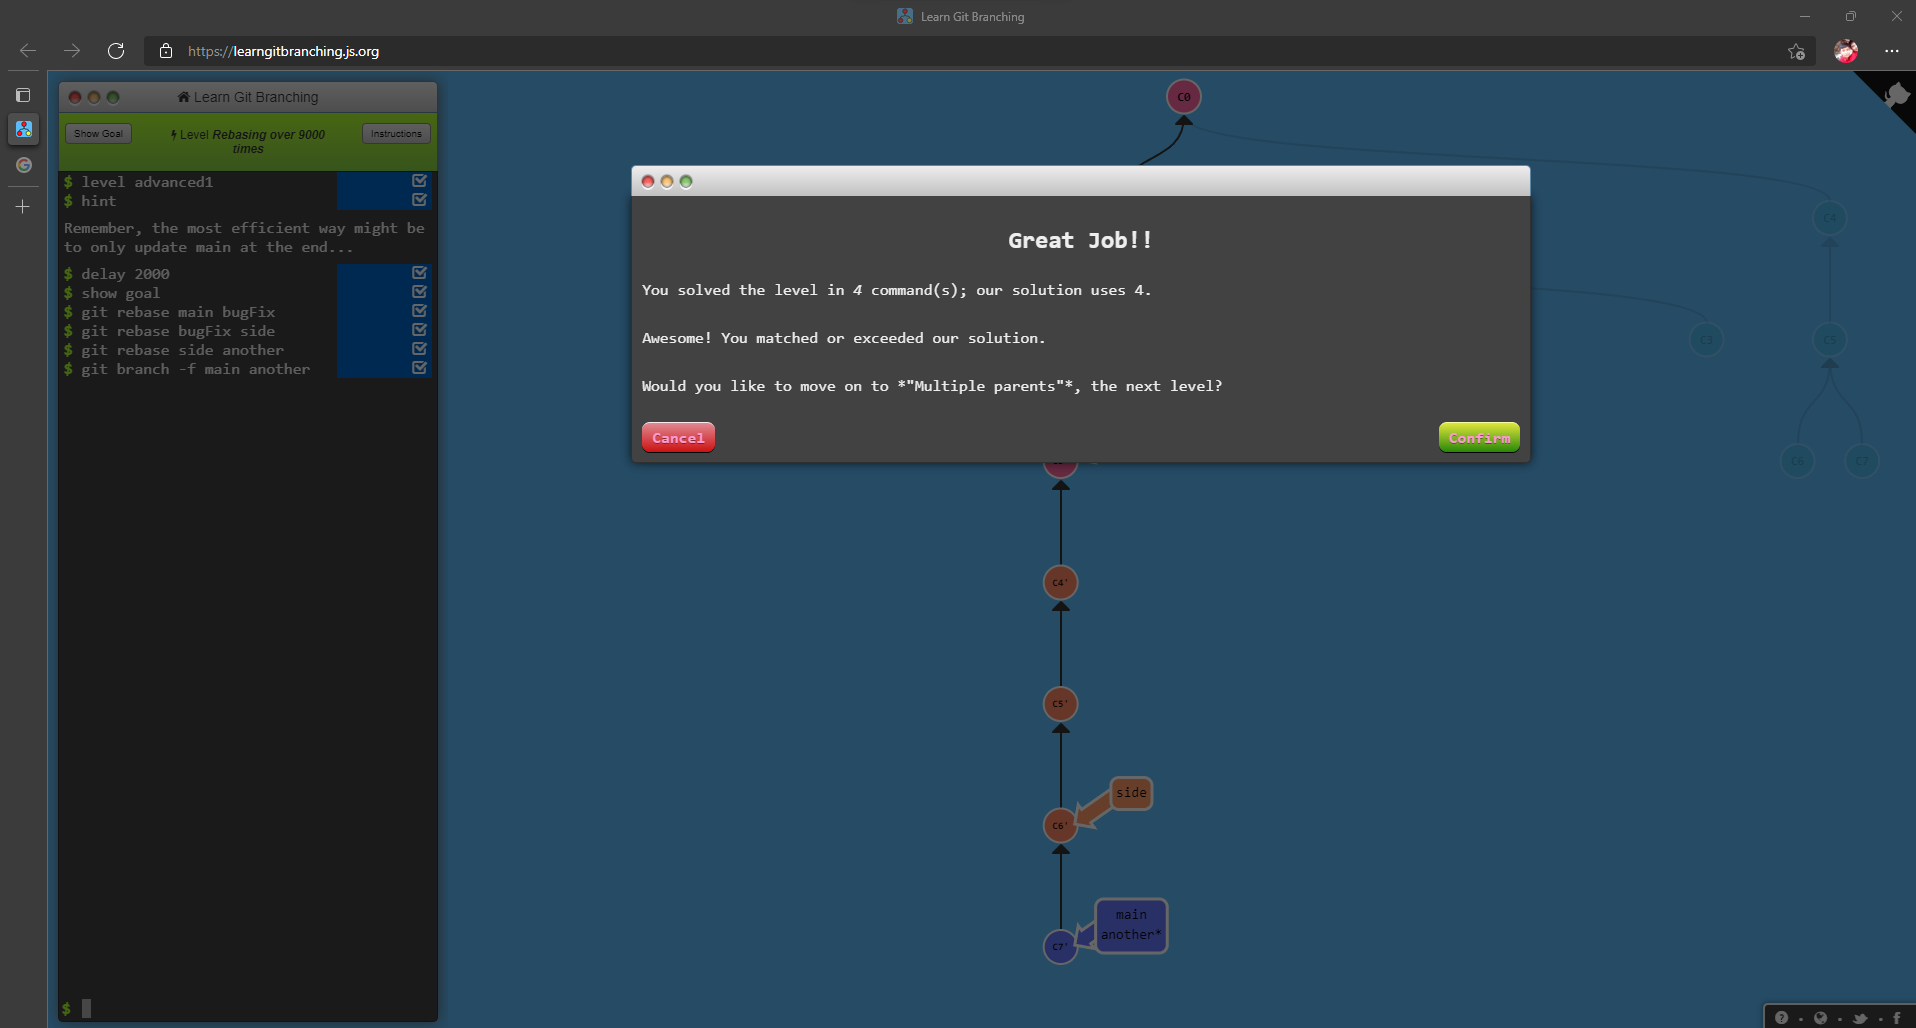 Learn Git Branching
https://learngitbranching.js.org
Learn Git Branching
Show Goal
Level Rebasing over 9000
times
Instructions
$ level advanced1
$ hint
Remember, the most efficient way might be
to only update main at the end...
$ delay 2000
$ show goal
$ git rebase main bugFix
$ git rebase bugFix side
$ git rebase side another
$ git branch -f main another
$
C0
Great Job!!
You solved the level in 4 command(s); our solution uses 4.
Awesome! You matched or exceeded our solution.
Would you like to move on to *"Multiple parents"*, the next level?
Cancel
Confirm
C4
C3
C5
C6
C7
C4'
C5'
side
C6'
main
another*
C7'